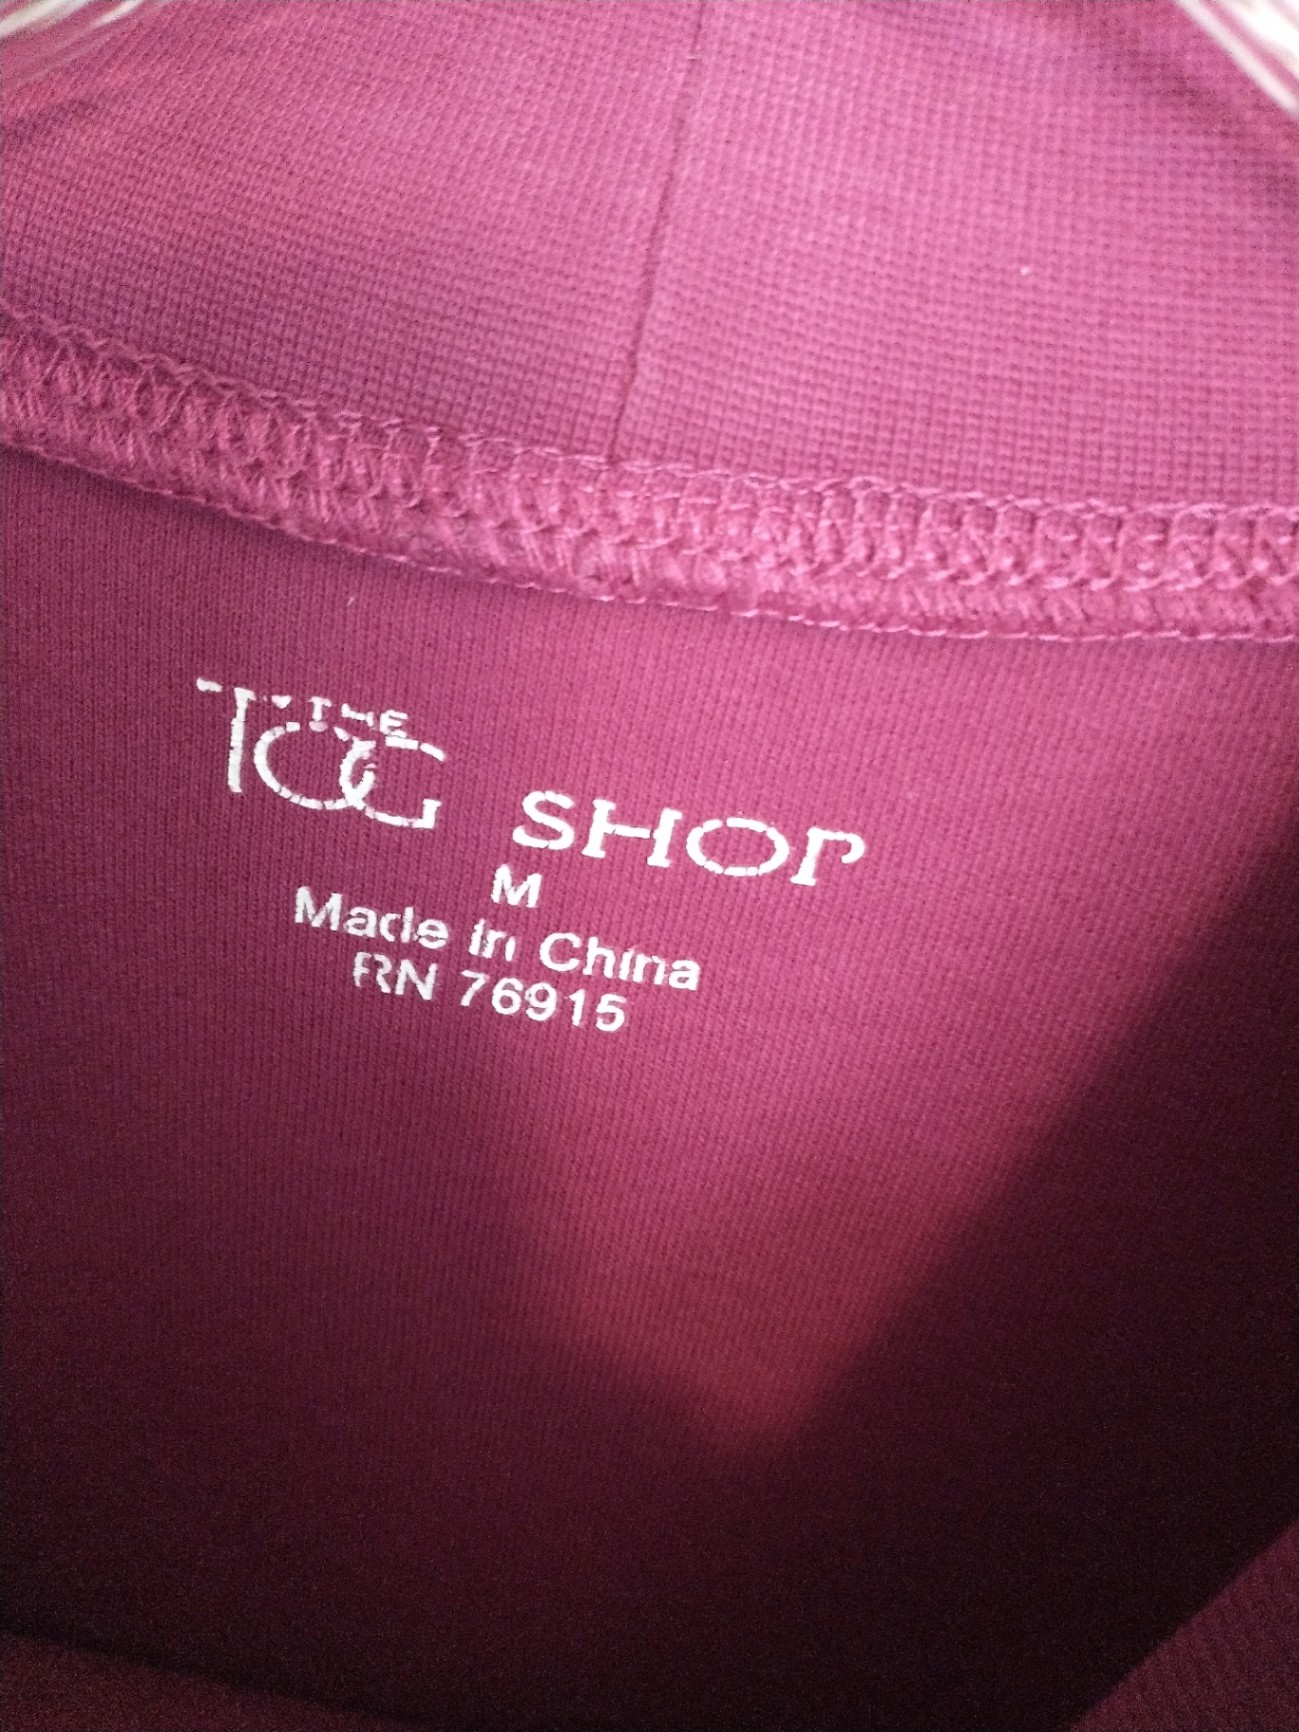 THE
TOG SHOP
M
Made in China
RN 76915